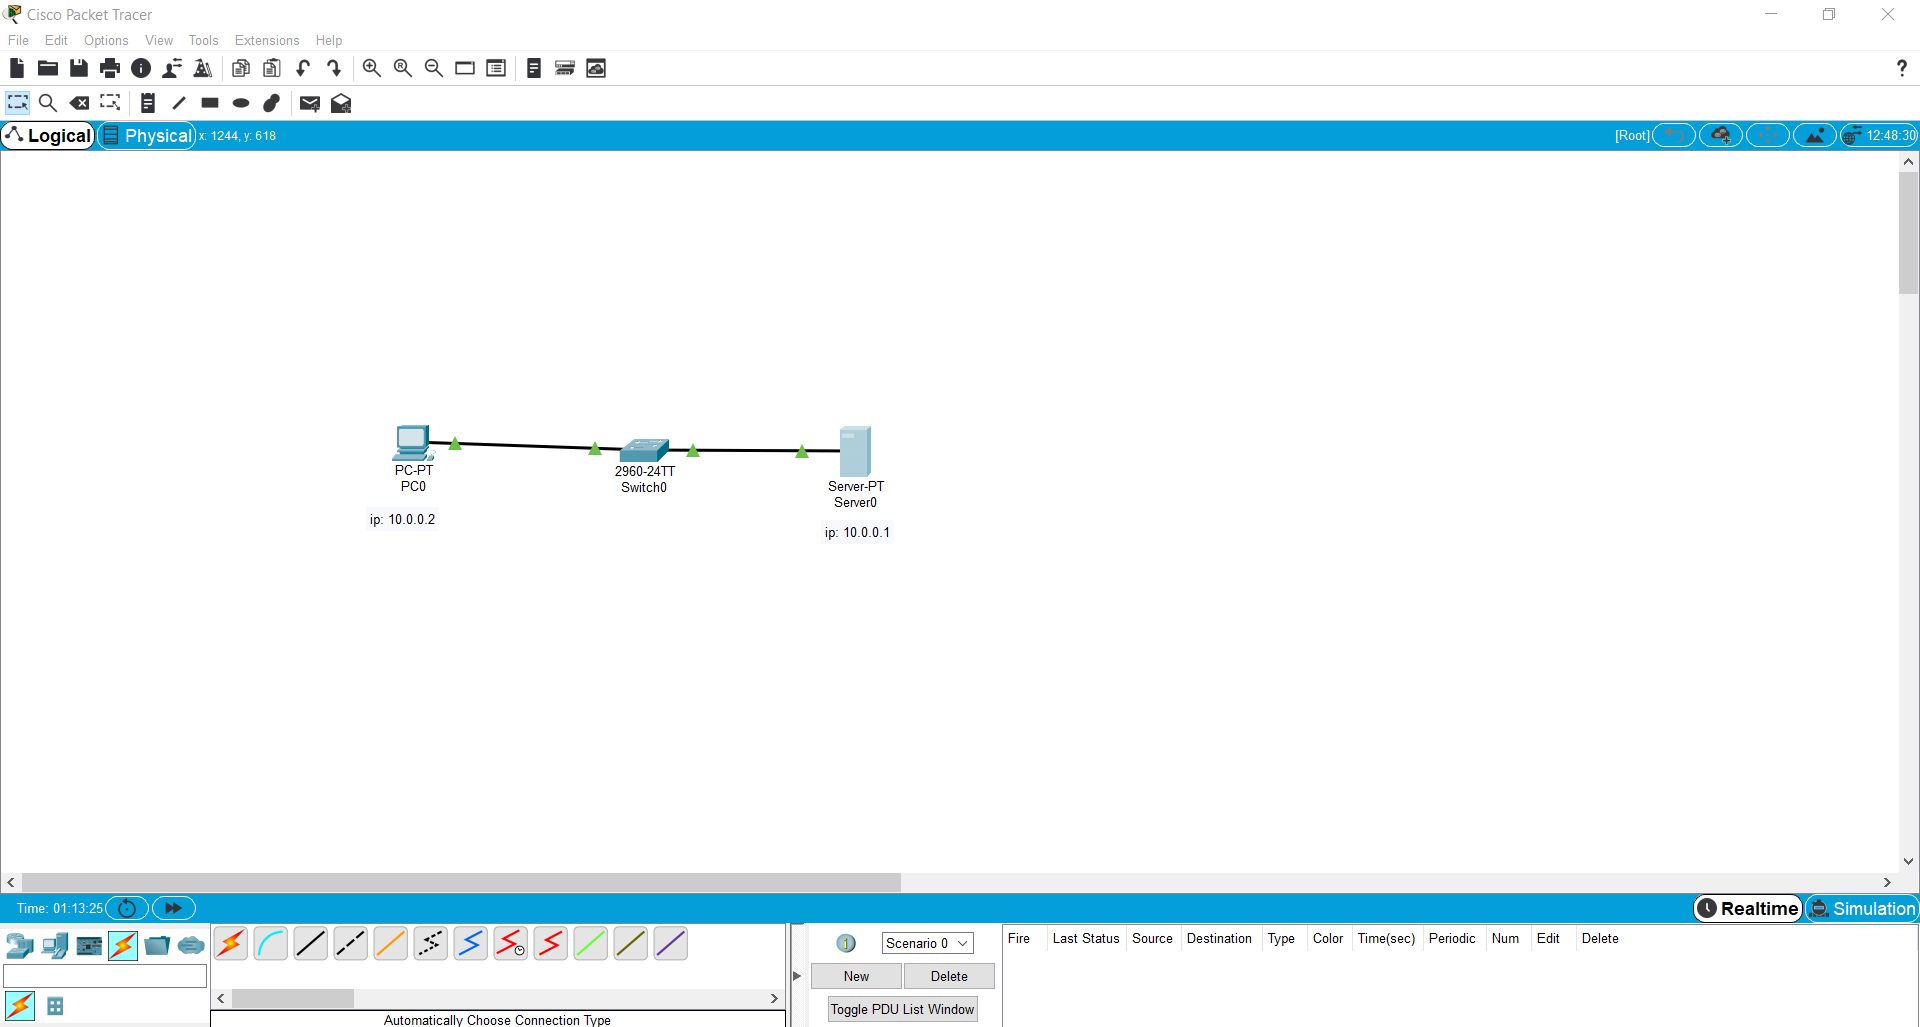 Cisco Packet Tracer
File Edit Options View Tools Extensions Help
?
Logical Physical x: 1244, y: 618 [Root] 12:48:30
PC-PT
PC0
ip: 10.0.0.2
2960-24TT
Switch0
Server-PT
Server0
ip: 10.0.0.1
Time: 01:13:25 Realtime Simulation
Scenario 0
New Delete
Toggle PDU List Window
Fire Last Status Source Destination Type Color Time(sec) Periodic Num Edit Delete
Automatically Choose Connection Type